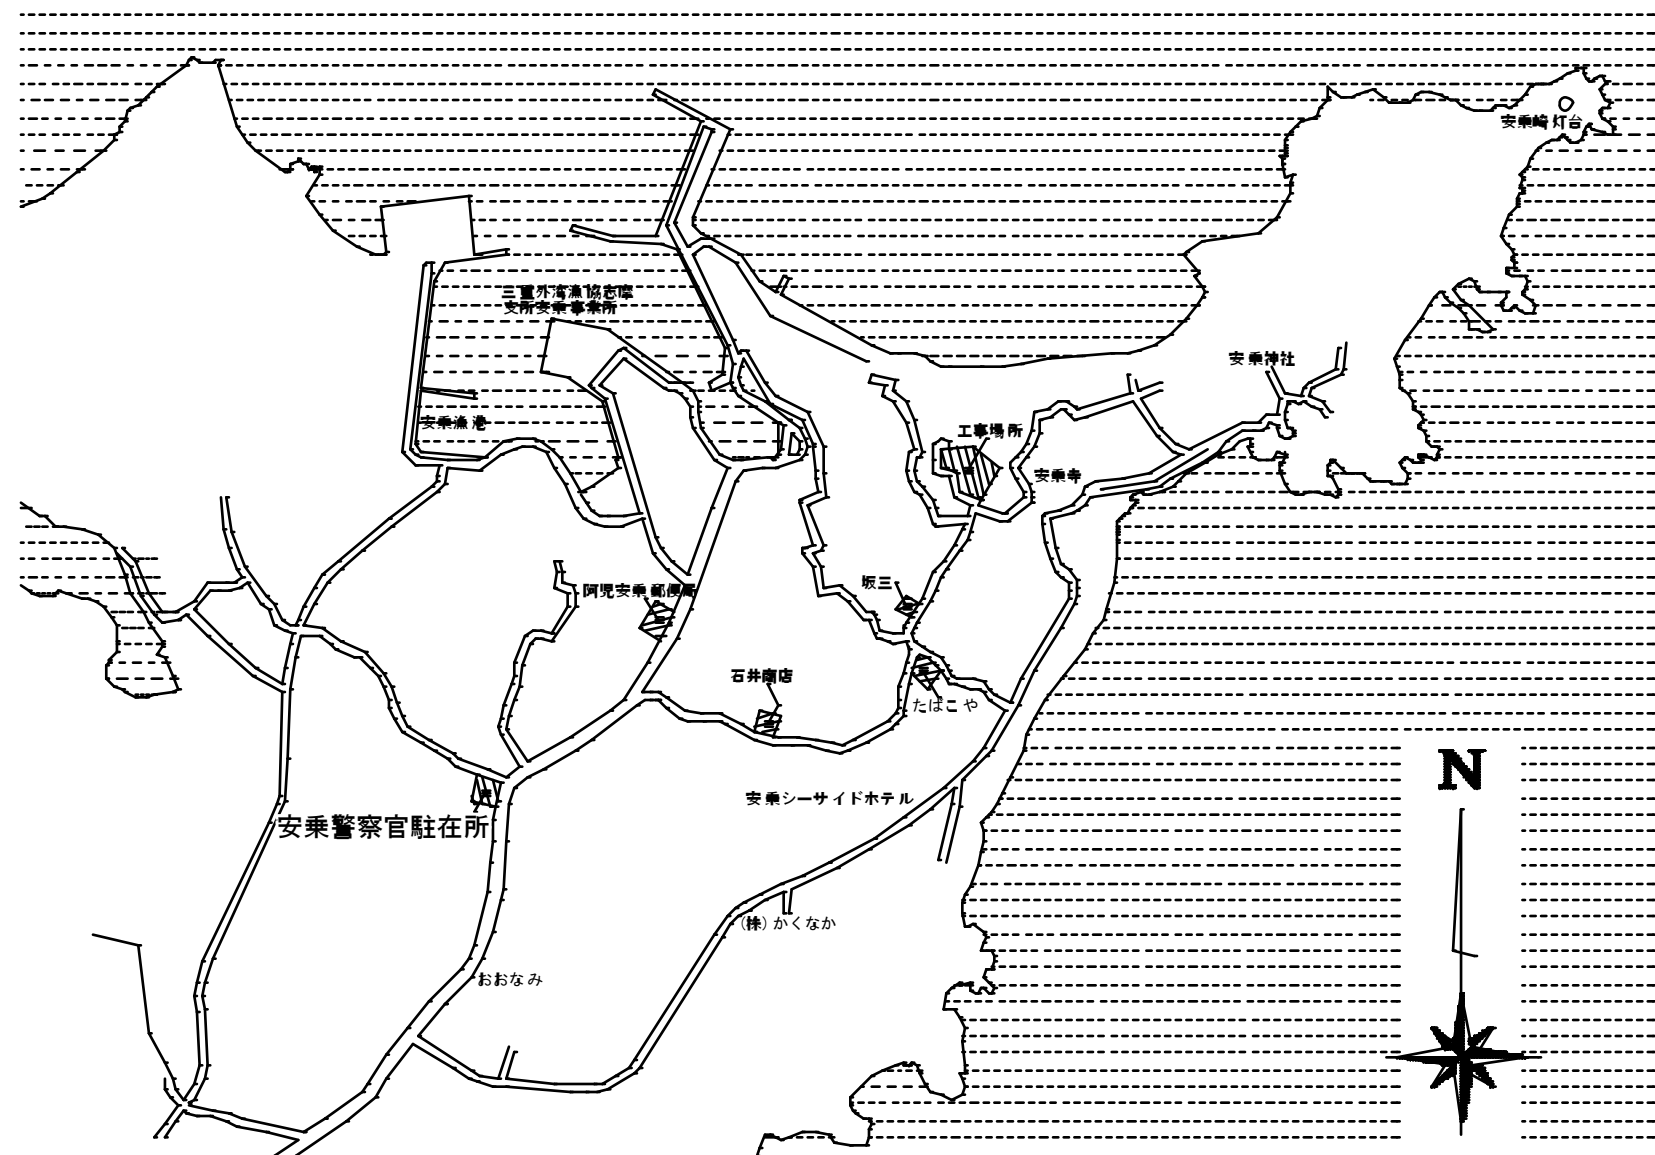 安乗崎灯台
三重外湾漁協志摩
支所安乗事業所
安乗神社
安乗漁港
工事場所
安乗寺
阿児安乗郵便局
坂三
石井商店
たばこや
安乗シーサイドホテル
安乗警察官駐在所
(株)かくなか
おおなみ
N